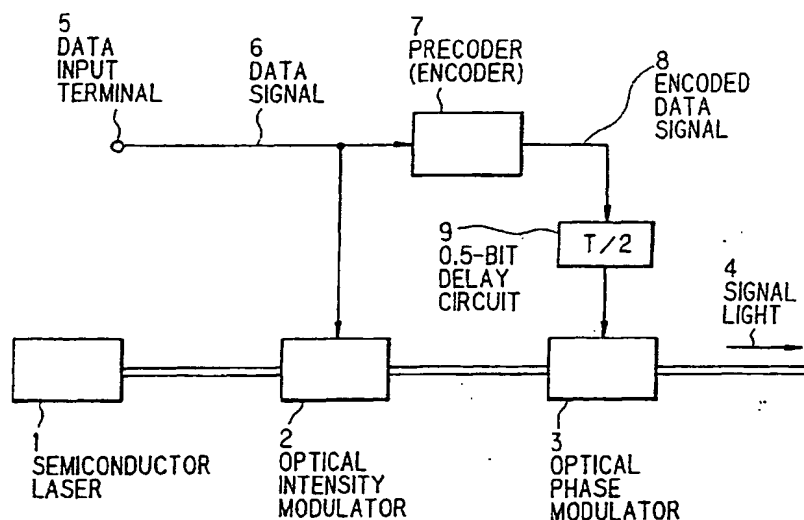 5
DATA
INPUT
TERMINAL
6
DATA
SIGNAL
7
PRECODER
(ENCODER)
8
ENCODED
DATA
SIGNAL
9
0.5-BIT
DELAY
CIRCUIT
T/2
4
SIGNAL
LIGHT
1
SEMICONDUCTOR
LASER
2
OPTICAL
INTENSITY
MODULATOR
3
OPTICAL
PHASE
MODULATOR